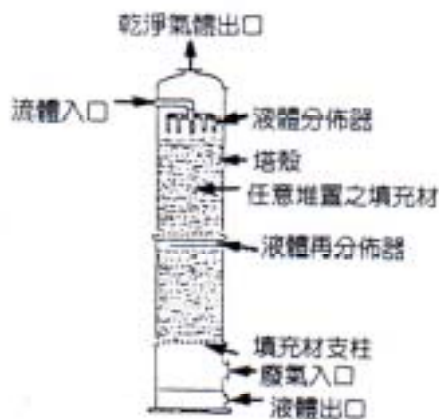 乾淨氣體出口
流體入口
液體分佈器
塔殼
任意堆置之填充材
液體再分佈器
填充材支柱
廢氣入口
液體出口